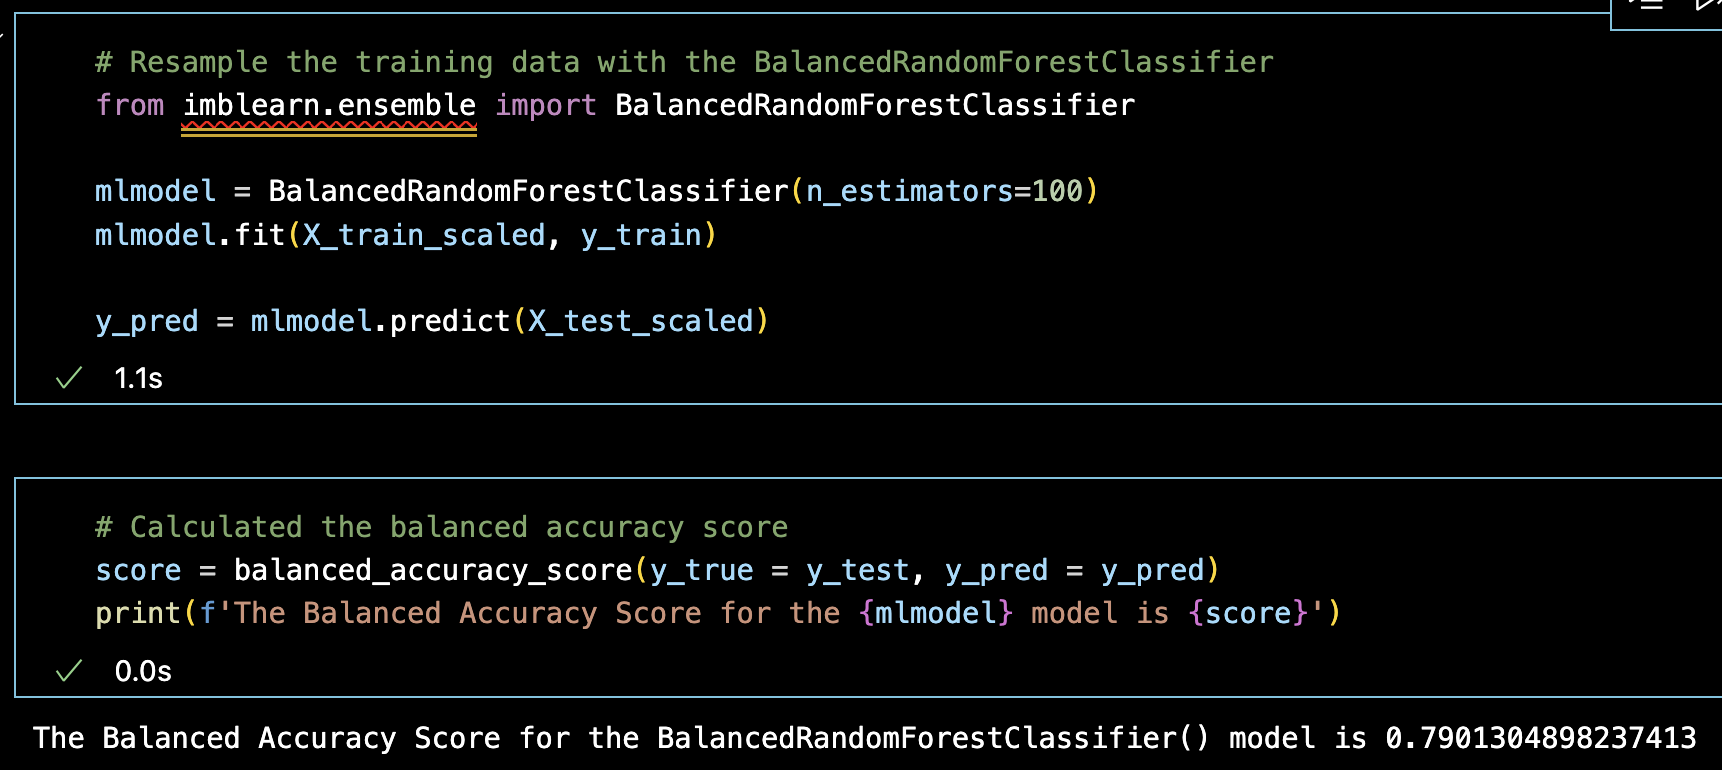 # Resample the training data with the BalancedRandomForestClassifier
from imblearn.ensemble import BalancedRandomForestClassifier
mlmodel = BalancedRandomForestClassifier(n_estimators=100)
mlmodel.fit(X_train_scaled, y_train)
y_pred = mlmodel.predict(X_test_scaled)
1.1s
# Calculated the balanced accuracy score
score = balanced_accuracy_score(y_true = y_test, y_pred = y_pred)
print(f'The Balanced Accuracy Score for the {mlmodel} model is {score}')
0.0s
The Balanced Accuracy Score for the BalancedRandomForestClassifier() model is 0.7901304898237413